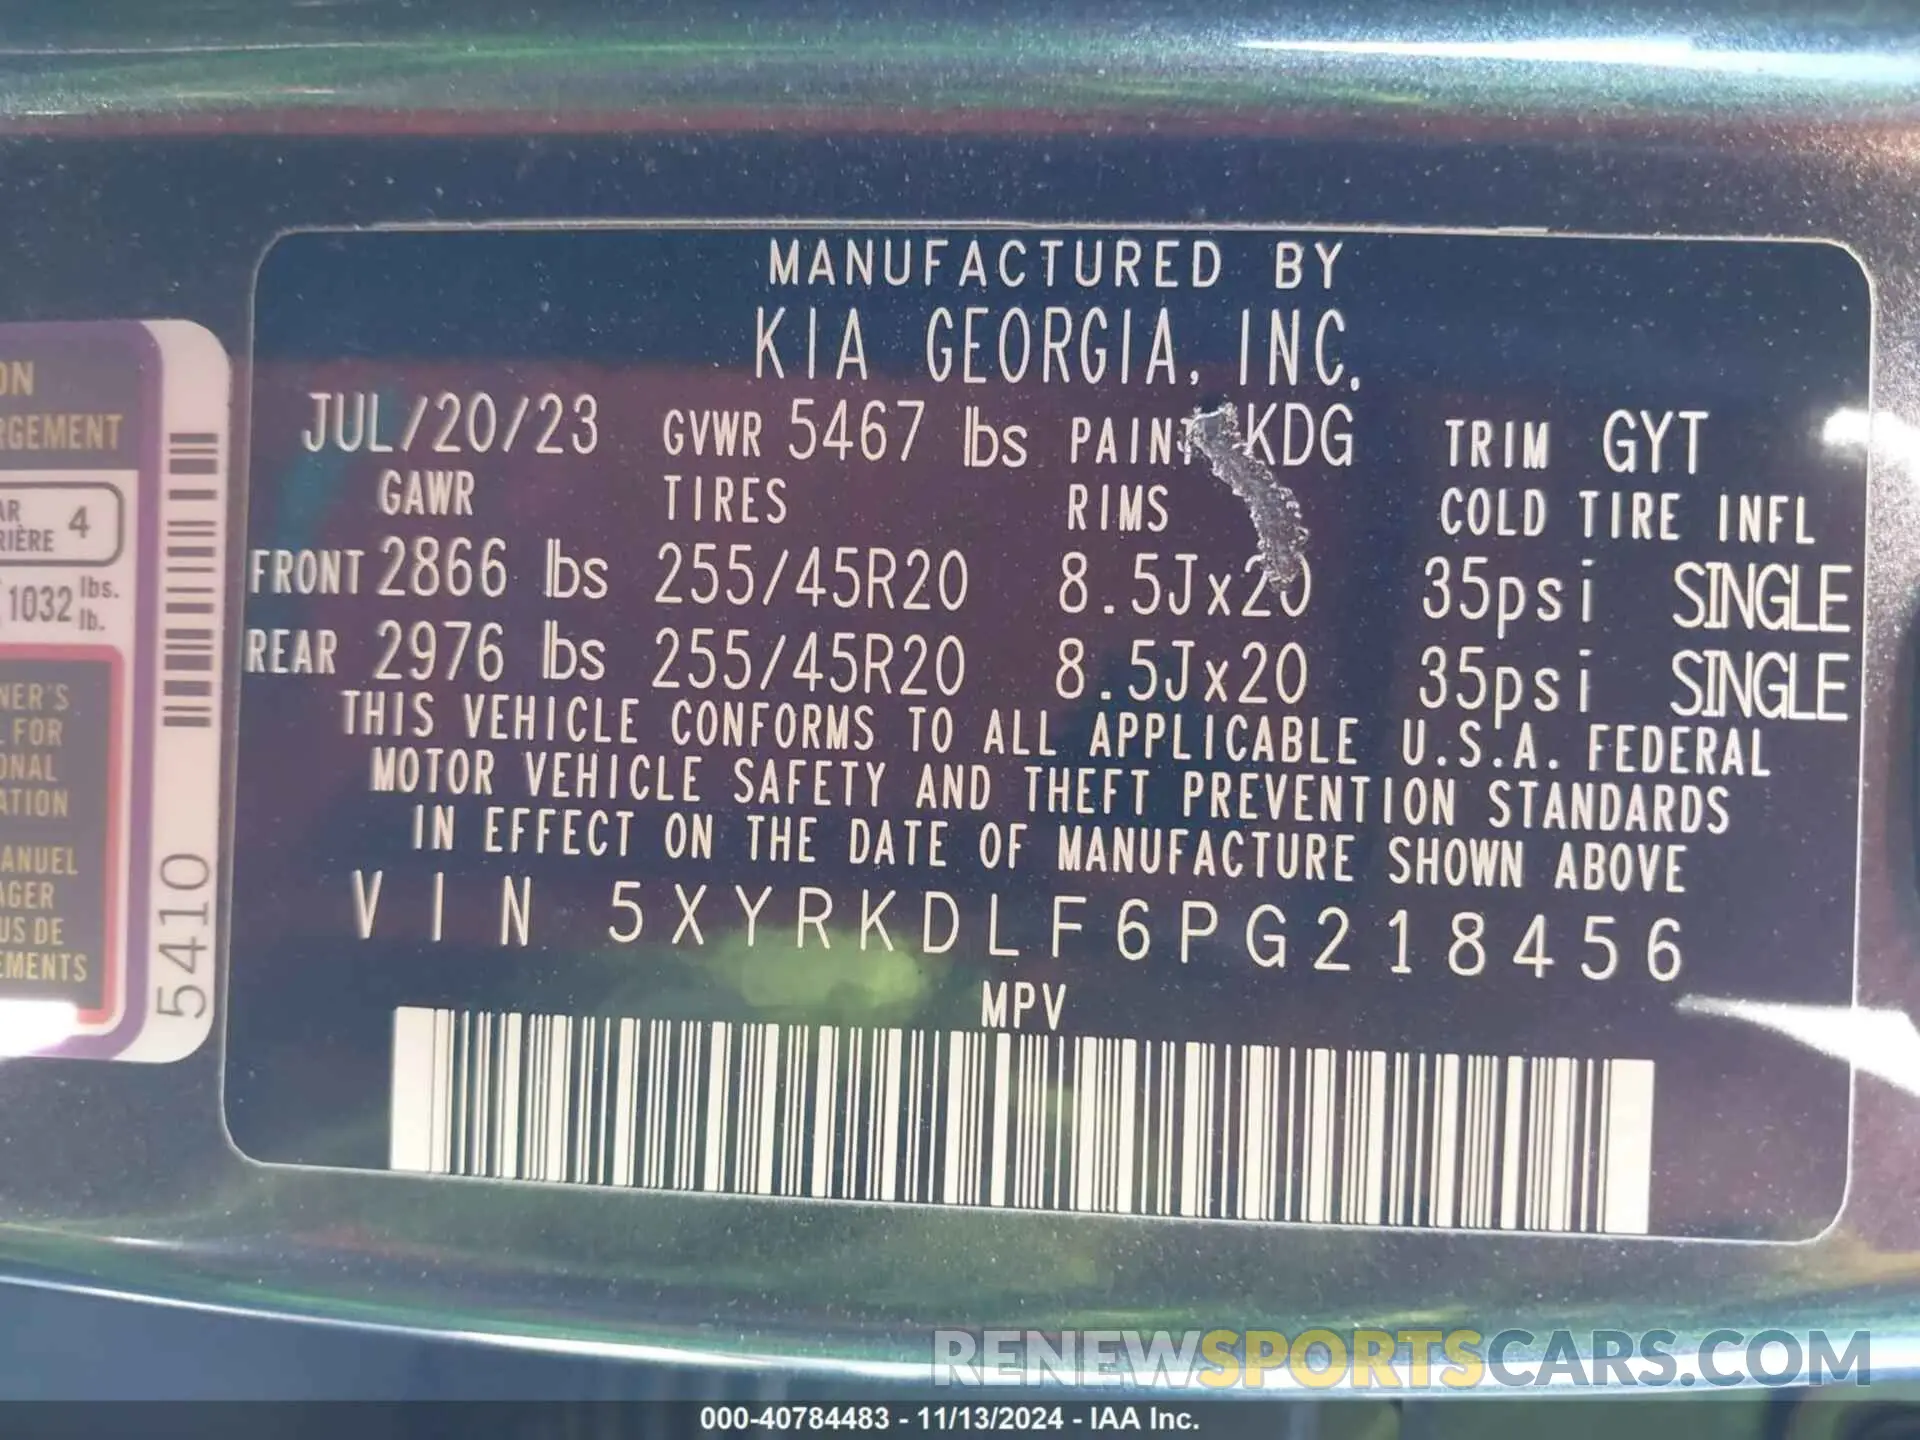 MANUFACTURED BY
KIA GEORGIA, INC.
JUL/20/23 GVWR 5467 lbs PAINT KDG TRIM GYT
GAWR TIRES RIMS COLD TIRE INFL
FRONT 2866 lbs 255/45R20 8.5Jx20 35psi SINGLE
REAR 2976 lbs 255/45R20 8.5Jx20 35psi SINGLE
THIS VEHICLE CONFORMS TO ALL APPLICABLE U.S.A. FEDERAL
MOTOR VEHICLE SAFETY AND THEFT PREVENTION STANDARDS
IN EFFECT ON THE DATE OF MANUFACTURE SHOWN ABOVE
VIN 5XYRKDLF6PG218456
MPV
4
1032 lbs.
lb.
FOR
US DE
5410
RENEWSPORTSCARS.COM
000-40784483 - 11/13/2024 - IAA Inc.